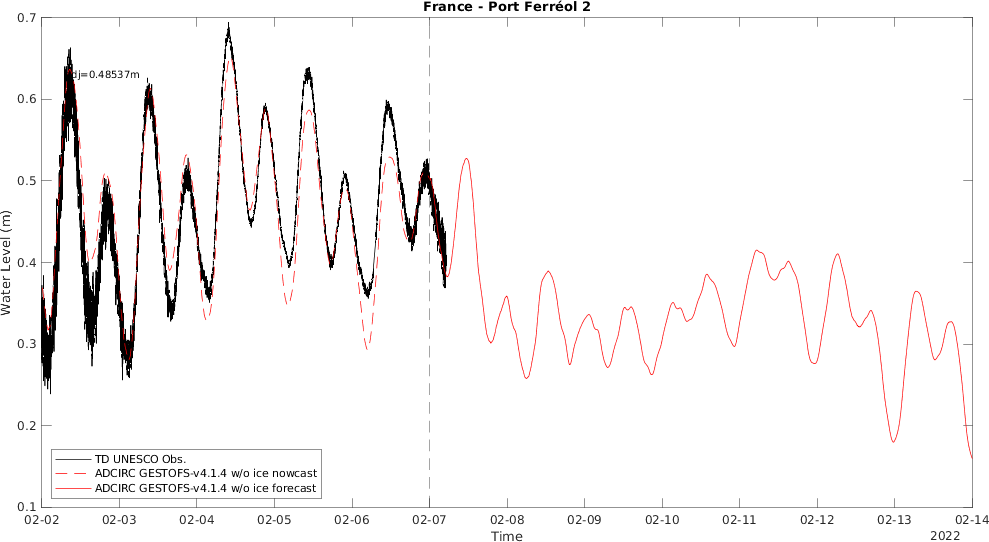 France - Port Ferréol 2
0.7
0.6
0.5
0.4
0.3
0.2
0.1
Water Level (m)
dj=0.48537m
TD UNESCO Obs.
ADCIRC GESTOFS-v4.1.4 w/o ice nowcast
ADCIRC GESTOFS-v4.1.4 w/o ice forecast
02-02 02-03 02-04 02-05 02-06 02-07 02-08 02-09 02-10 02-11 02-12 02-13 02-14
Time
2022